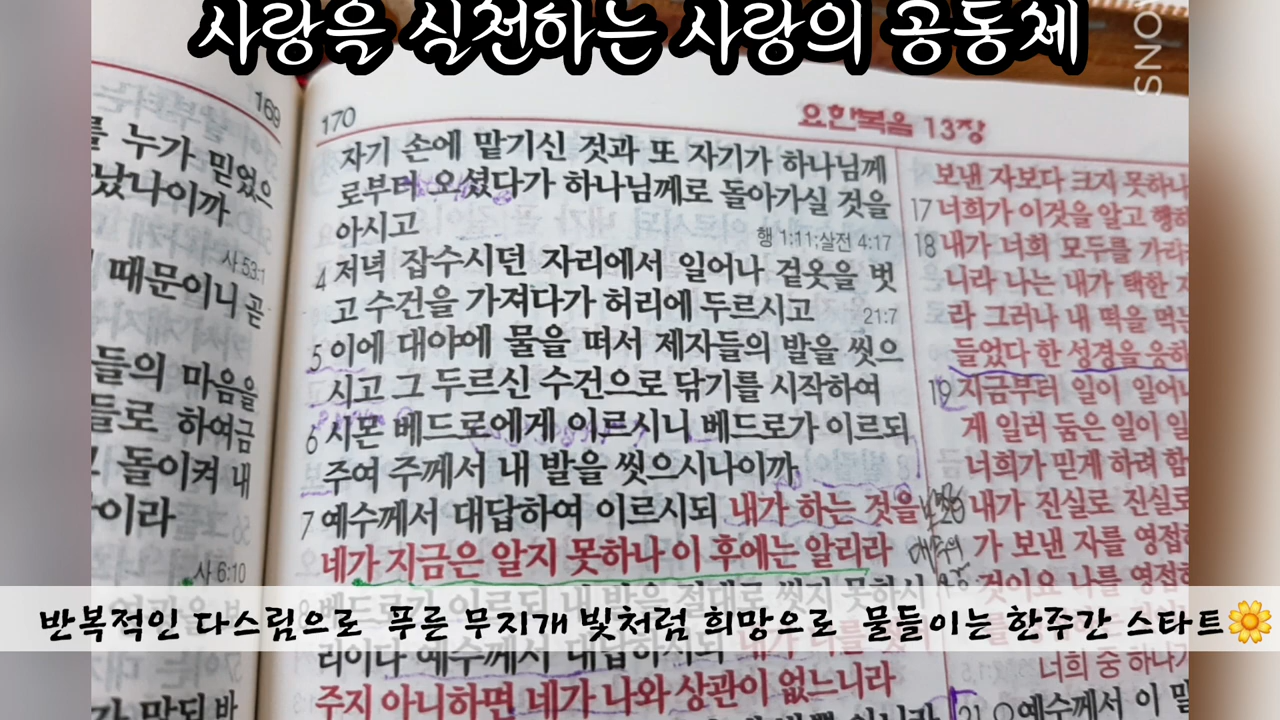 사랑을 실천하는 사랑의 공동체
169
를 누가 믿었으
났나이까
사 53:1
때문이니 곧
들의 마음을
들로 하여금
돌이켜 내
이라
사 6:10
170
요한복음 13장
자기 손에 맡기신 것과 또 자기가 하나님께
로부터 오셨다가 하나님께로 돌아가실 것을
아시고
행 1:11;살전 4:17
4 저녁 잡수시던 자리에서 일어나 겉옷을 벗
고 수건을 가져다가 허리에 두르시고
21:7
5 이에 대야에 물을 떠서 제자들의 발을 씻으
시고 그 두르신 수건으로 닦기를 시작하여
6 시몬 베드로에게 이르시니 베드로가 이르되
주여 주께서 내 발을 씻으시나이까
7 예수께서 대답하여 이르시되 내가 하는 것을
네가 지금은 알지 못하나 이 후에는 알리라
반복적인 다스림으로 푸른 무지개 빛처럼 희망으로 물들이는 한주간 스타트🌼
리이다 예수께서 대답하시되
주지 아니하면 네가 나와 상관이 없느니라
보낸 자보다 크지 못하나
17 너희가 이것을 알고 행하
18 내가 너희 모두를 가리
니라 나는 내가 택한
라 그러나 내 떡을 먹는
들었다 한 성경을 응하
19 지금부터 일이 일어나
게 일러 둠은 일이 일
너희가 믿게 하려 함
20 내가 진실로 진실로
가 보낸 자를 영접하
것이요 나를 영접하
너희 중 하나가
21 예수께서 이 말